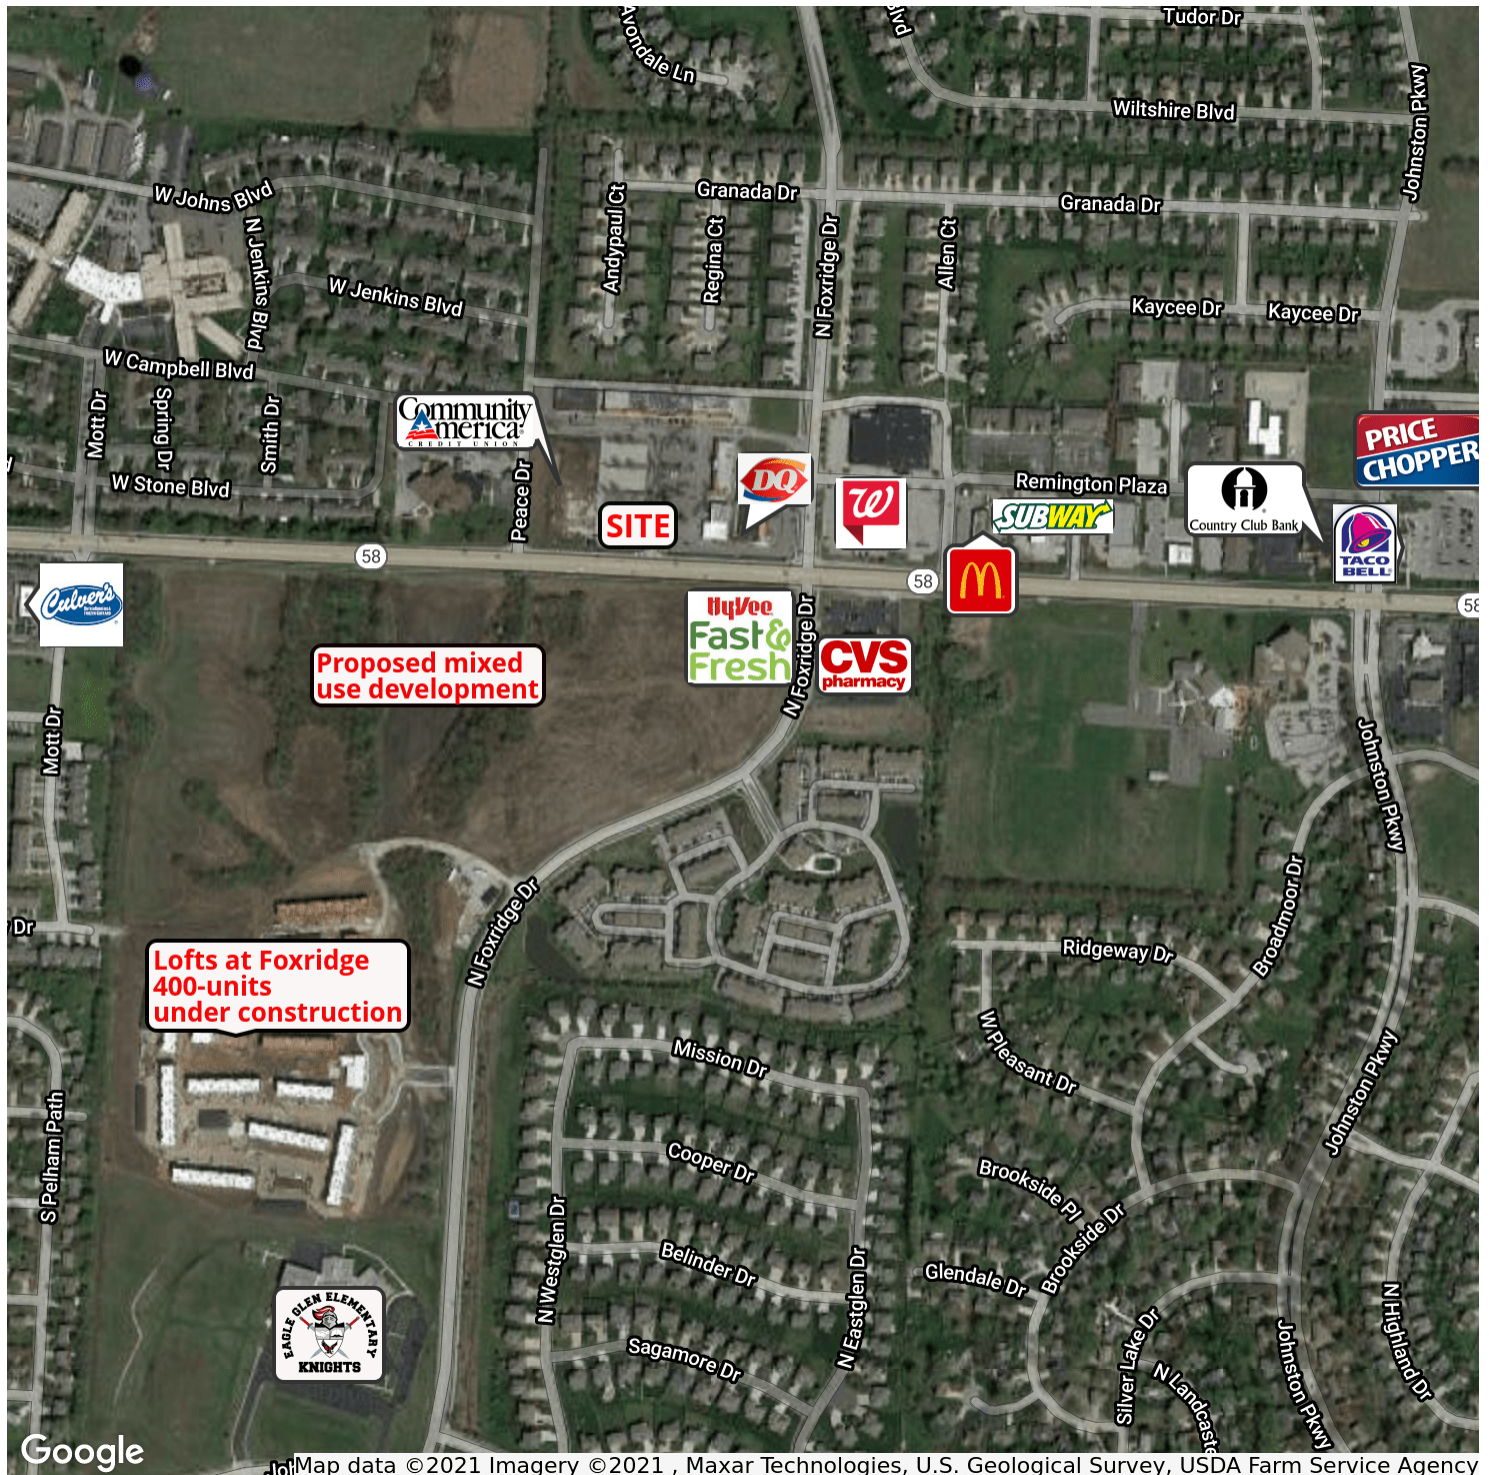 Avondale Ln
Blvd
Tudor Dr
Wiltshire Blvd
Johnston Pkwy
W Johns Blvd
N Jenkins Blvd
W Jenkins Blvd
Andypaul Ct
Granada Dr
Regina Ct
N Foxridge Dr
Allen Ct
Granada Dr
Kaycee Dr
Kaycee Dr
W Campbell Blvd
Mott Dr
Spring Dr
Smith Dr
W Stone Blvd
Community
America
CREDIT UNION
Peace Dr
SITE
DQ
W
Remington Plaza
SUBWAY
Country Club Bank
PRICE
CHOPPER
TACO
BELL
58
58
58
Culver's
HyVee
Fast &
Fresh
N Foxridge Dr
CVS
pharmacy
Proposed mixed
use development
Mott Dr
Johnston Pkwy
Dr
N Foxridge Dr
Lofts at Foxridge
400-units
under construction
Broadmoor Dr
Ridgeway Dr
W Pleasant Dr
Mission Dr
Johnston Pkwy
S Pelham Path
Cooper Dr
Brookside Pl
Brookside Dr
N Westglen Dr
Belinder Dr
N Eastglen Dr
Glendale Dr
Sagamore Dr
Silver Lake Dr
N Landcaste
Johnston Pkwy
N Highland Dr
EAGLE GLEN ELEMENTARY
KNIGHTS
Google
Map data ©2021 Imagery ©2021 , Maxar Technologies, U.S. Geological Survey, USDA Farm Service Agency